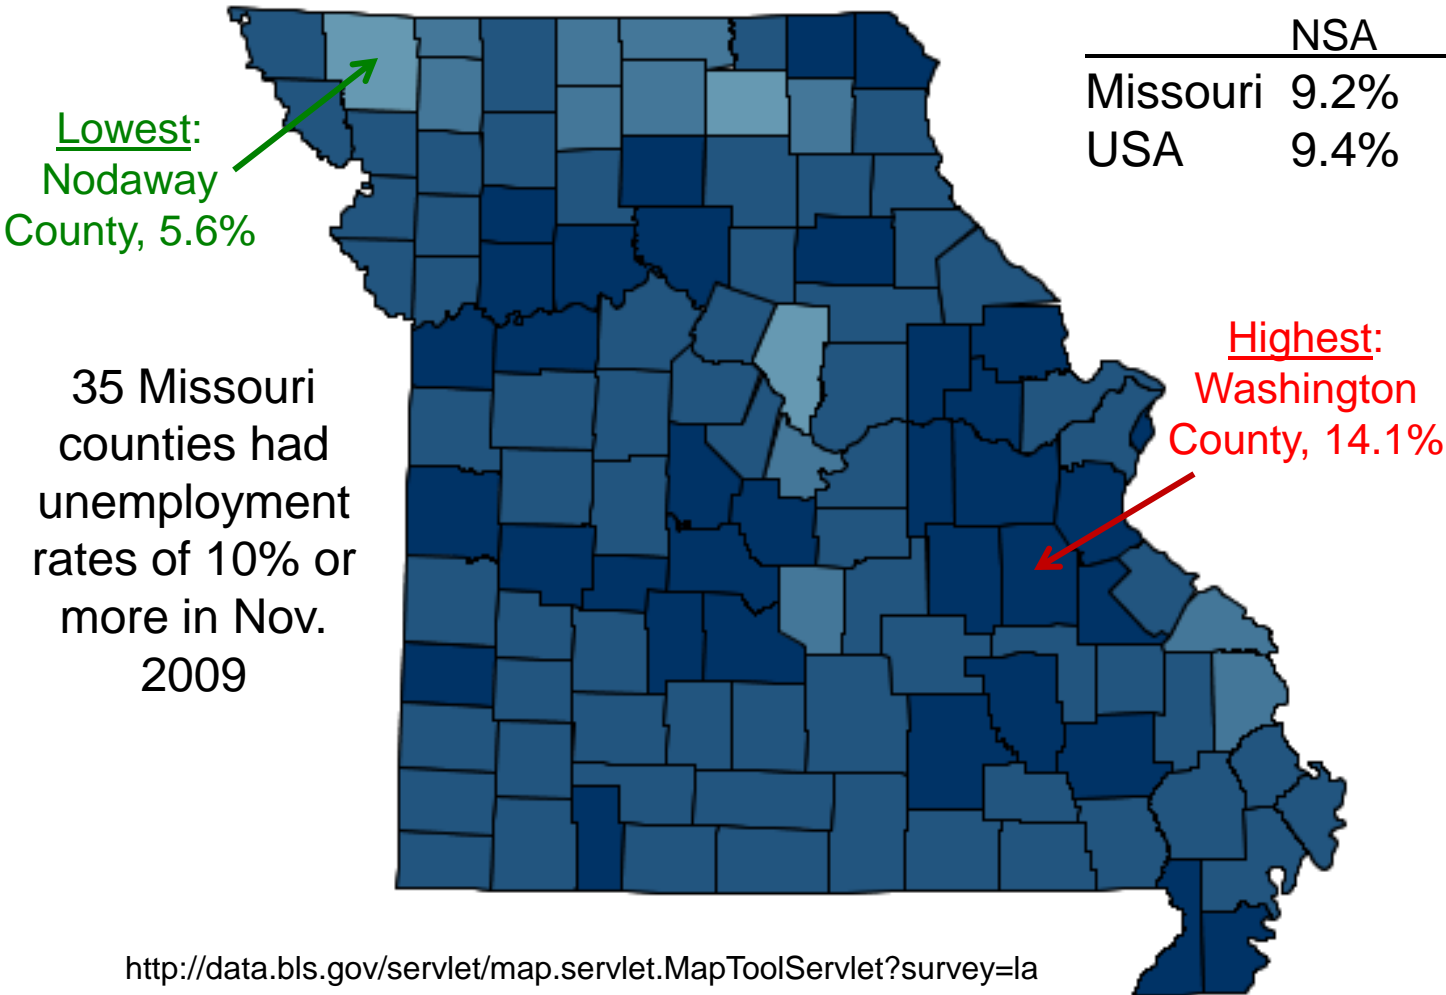 NSA
Missouri 9.2%
USA 9.4%
Lowest:
Nodaway
County, 5.6%
Highest:
Washington
County, 14.1%
35 Missouri
counties had
unemployment
rates of 10% or
more in Nov.
2009
http://data.bls.gov/servlet/map.servlet.MapToolServlet?survey=la